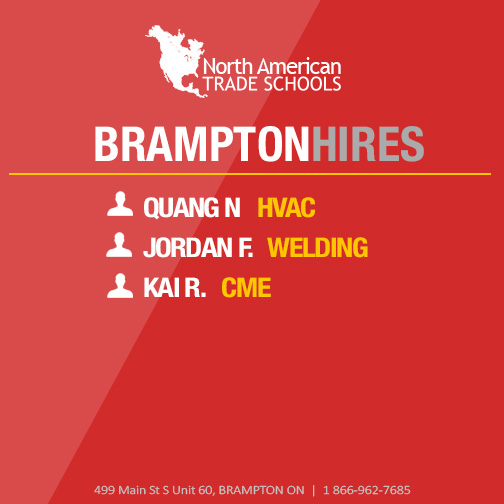 North American
TRADE SCHOOLS
BRAMPTONHIRES
QUANG N HVAC
JORDAN F. WELDING
KAI R. CME
499 Main St S Unit 60, BRAMPTON ON | 1 866-962-7685